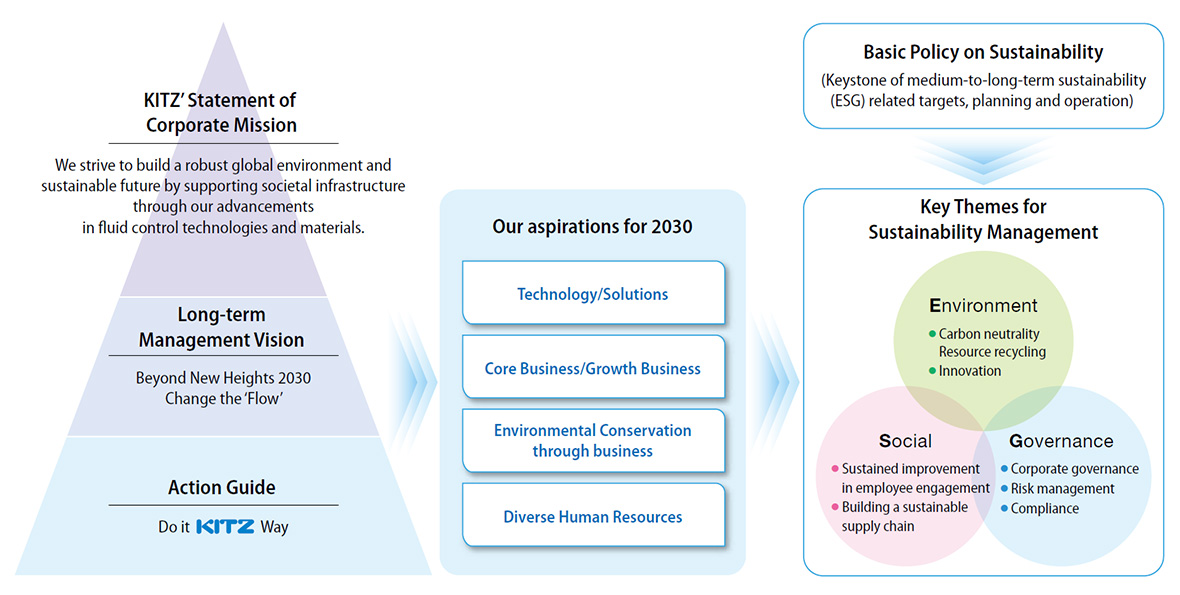 KITZ' Statement of
Corporate Mission
We strive to build a robust global environment and
sustainable future by supporting societal infrastructure
through our advancements
in fluid control technologies and materials.
Long-term
Management Vision
Beyond New Heights 2030
Change the ‘Flow’
Action Guide
Do it KITZ Way
Our aspirations for 2030
Technology/Solutions
Core Business/Growth Business
Environmental Conservation
through business
Diverse Human Resources
Basic Policy on Sustainability
(Keystone of medium-to-long-term sustainability
(ESG) related targets, planning and operation)
Key Themes for
Sustainability Management
Environment
Carbon neutrality
Resource recycling
Innovation
Social
Sustained improvement
in employee engagement
Building a sustainable
supply chain
Governance
Corporate governance
Risk management
Compliance